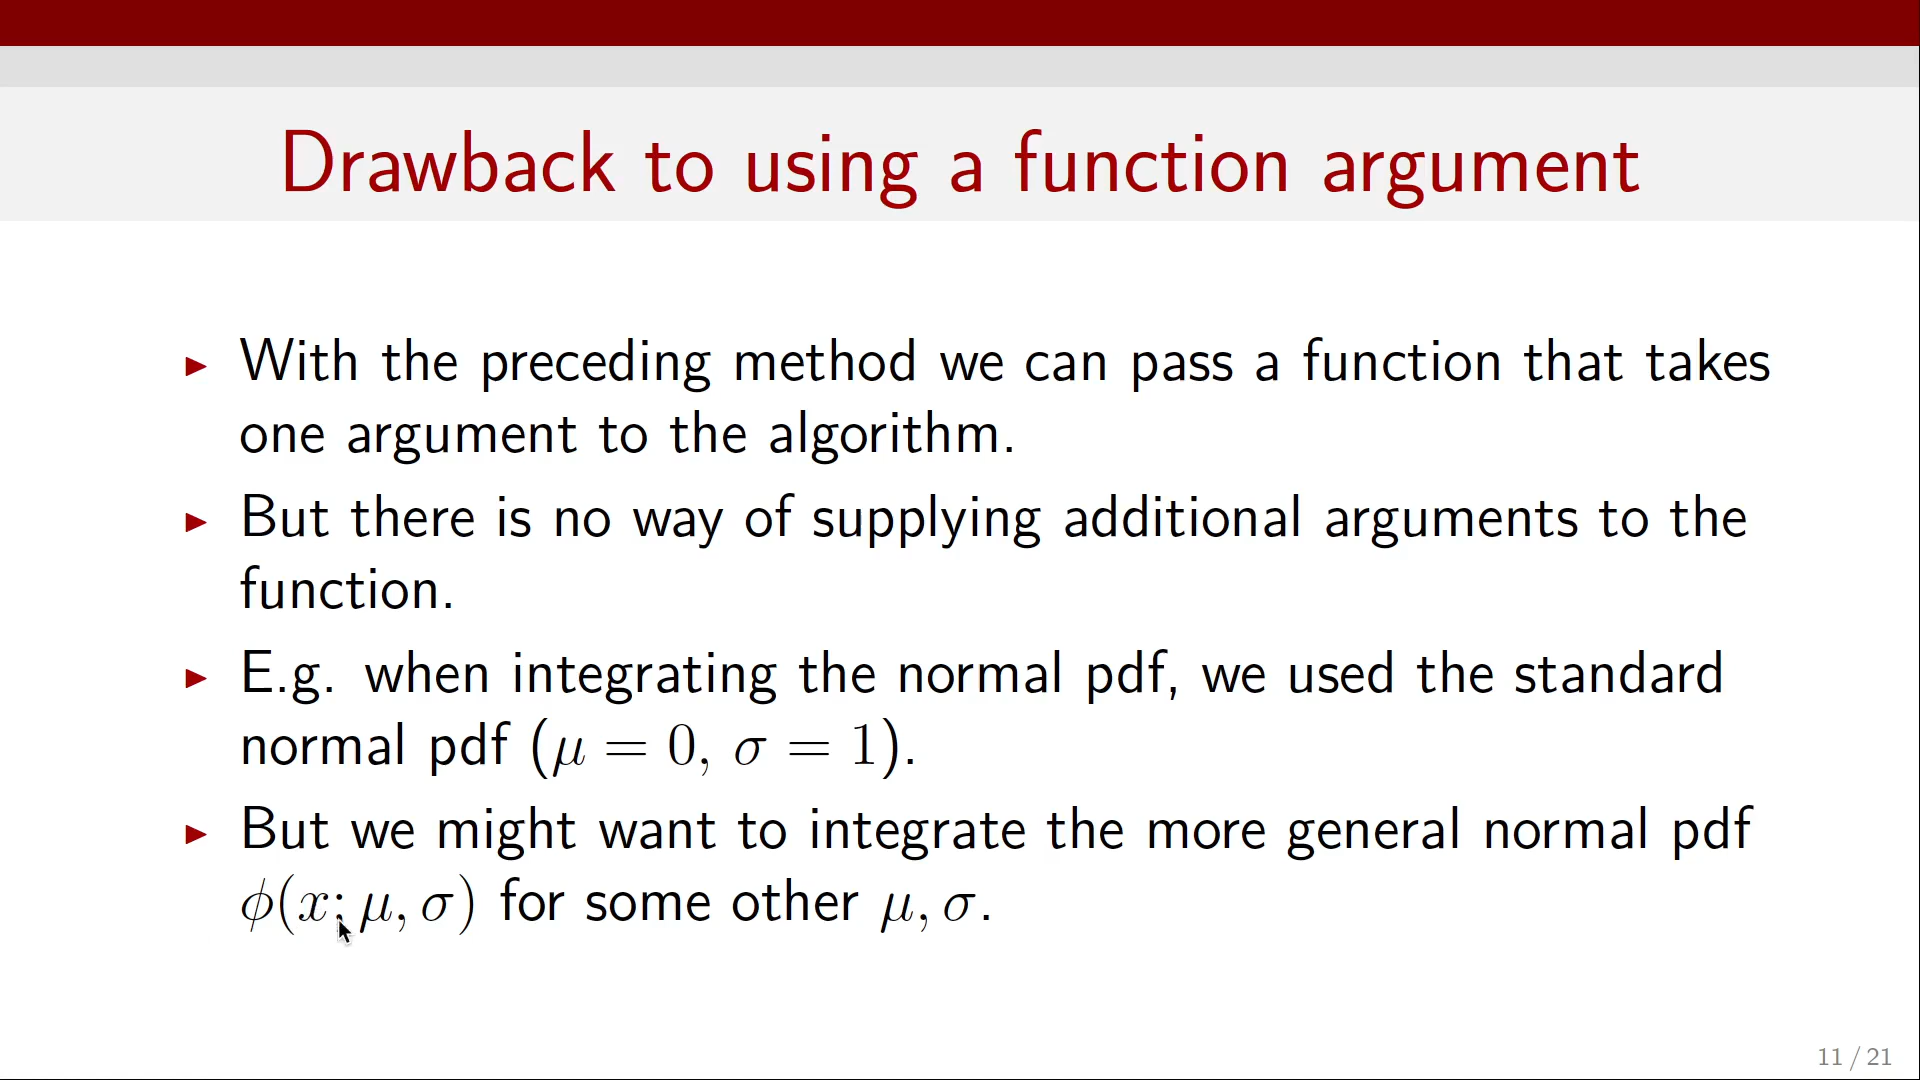 Drawback to using a function argument
▶ With the preceding method we can pass a function that takes
one argument to the algorithm.
▶ But there is no way of supplying additional arguments to the
function.
▶ E.g. when integrating the normal pdf, we used the standard
normal pdf (μ = 0, σ = 1).
▶ But we might want to integrate the more general normal pdf
ϕ(x; μ, σ) for some other μ, σ.
11 / 21